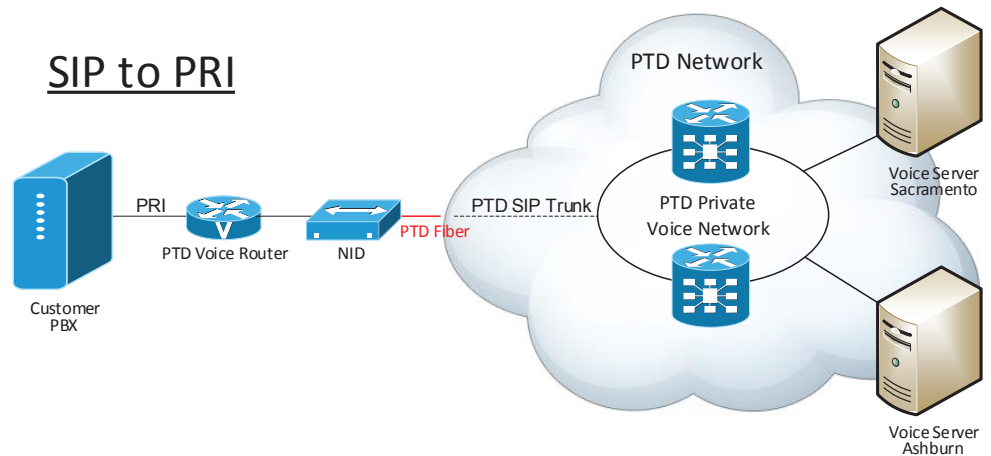 SIP to PRI
PTD Network
PRI
PTD Voice Router
NID
PTD Fiber
PTD SIP Trunk
PTD Private
Voice Network
Customer
PBX
Voice Server
Sacramento
Voice Server
Ashburn
V